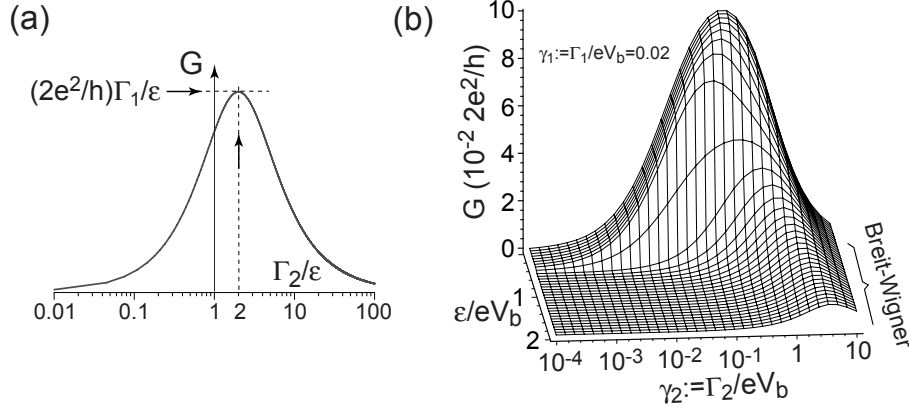 (a)
G
(2e²/h)Γ₁/ε
Γ₂/ε
0.01 0.1 1 2 10 100
(b)
γ₁:=Γ₁/eV_b=0.02
G (10⁻² 2e²/h)
10
8
6
4
2
0
ε/eV_b
1
2
10⁻⁴ 10⁻³ 10⁻² 10⁻¹ 1 10
γ₂:=Γ₂/eV_b
Breit-Wigner